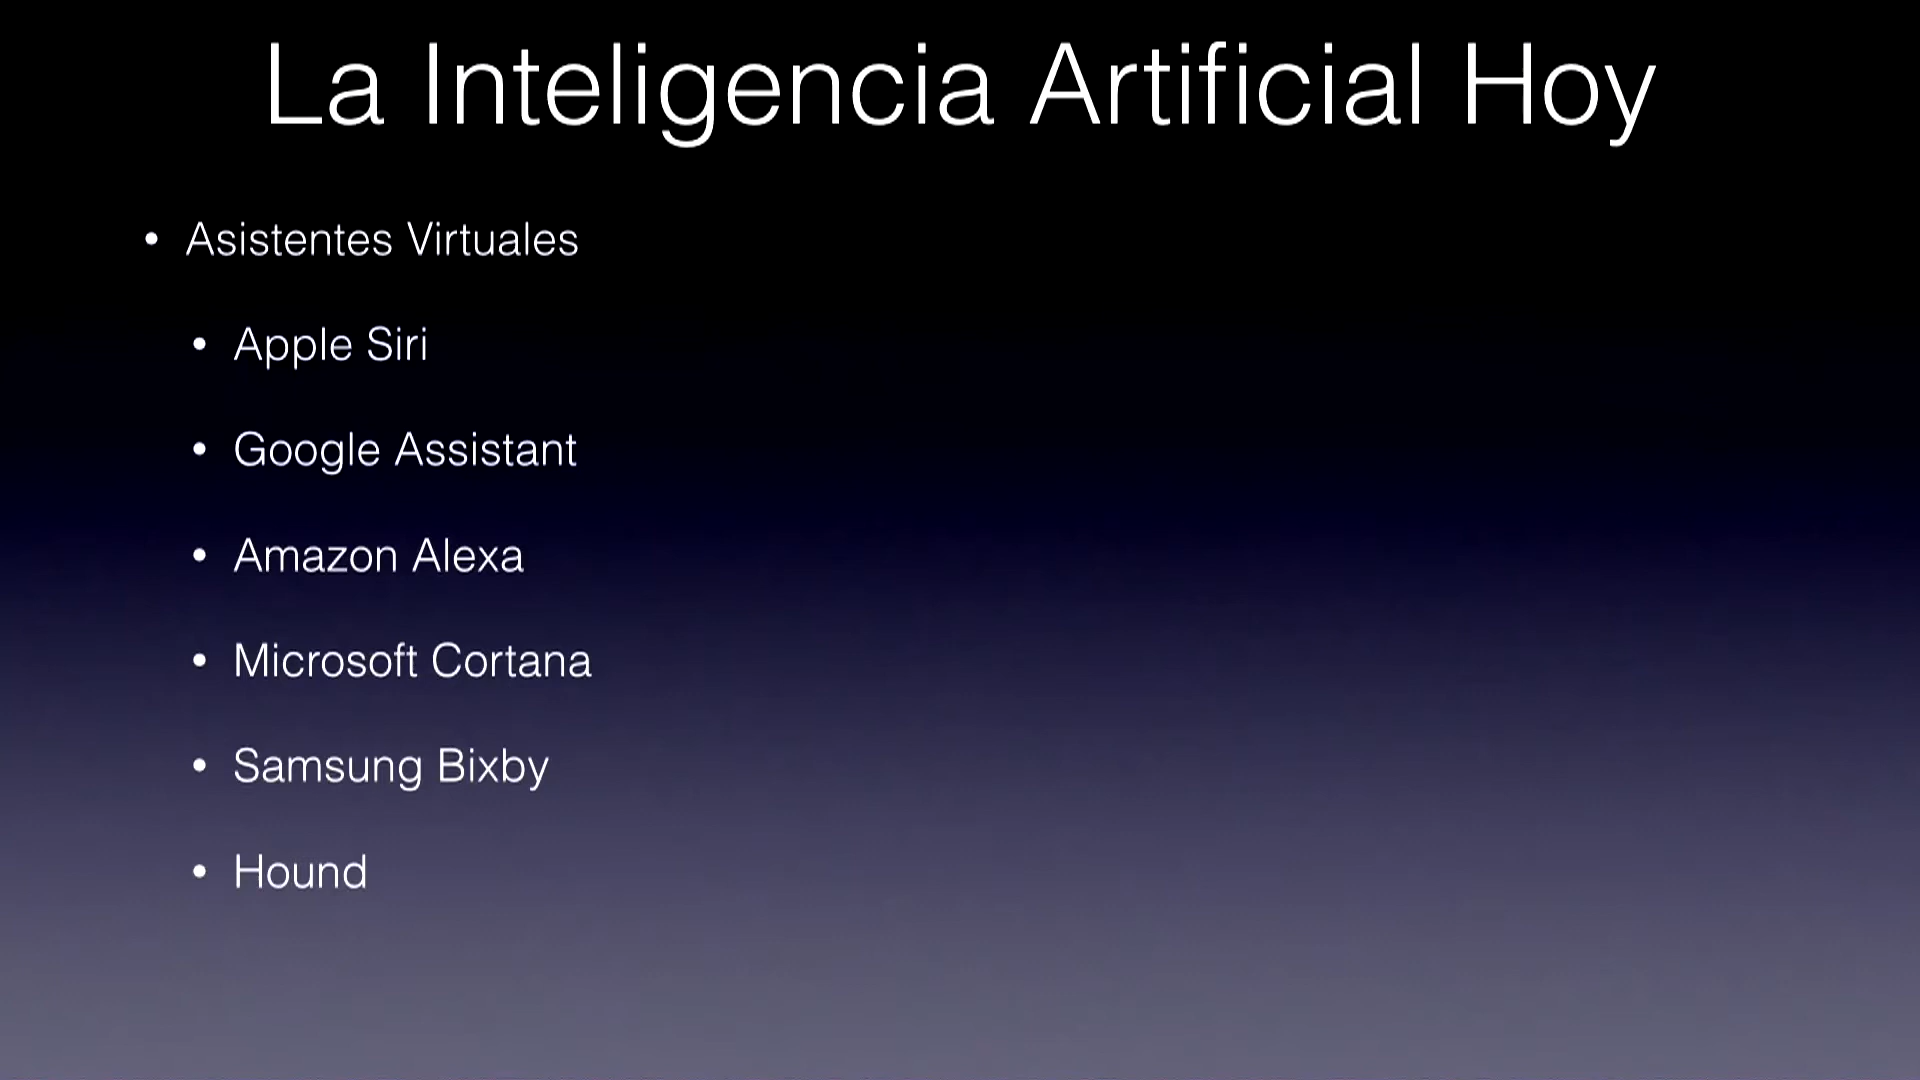 La Inteligencia Artificial Hoy
• Asistentes Virtuales
• Apple Siri
• Google Assistant
• Amazon Alexa
• Microsoft Cortana
• Samsung Bixby
• Hound